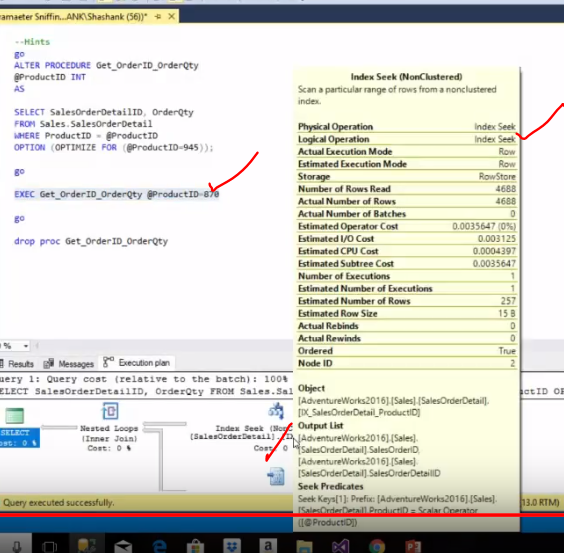 ramaeter Sniffin...ANK\Shashank (56))*
--Hints
go
ALTER PROCEDURE Get_OrderID_OrderQty
@ProductID INT
AS
SELECT SalesOrderDetailID, OrderQty
FROM Sales.SalesOrderDetail
WHERE ProductID = @ProductID
OPTION (OPTIMIZE FOR (@ProductID=945));
go
EXEC Get_OrderID_OrderQty @ProductID=870
go
drop proc Get_OrderID_OrderQty
Index Seek (NonClustered)
Scan a particular range of rows from a nonclustered
index.
Physical Operation Index Seek
Logical Operation Index Seek
Actual Execution Mode Row
Estimated Execution Mode Row
Storage RowStore
Number of Rows Read 4688
Actual Number of Rows 4688
Actual Number of Batches 0
Estimated Operator Cost 0.0035647 (0%)
Estimated I/O Cost 0.003125
Estimated CPU Cost 0.0004397
Estimated Subtree Cost 0.0035647
Number of Executions 1
Estimated Number of Executions 1
Estimated Number of Rows 257
Estimated Row Size 15 B
Actual Rebinds 0
Actual Rewinds 0
Ordered True
Node ID 2
Object
[AdventureWorks2016].[Sales].[SalesOrderDetail].
[IX_SalesOrderDetail_ProductID]
Output List
[AdventureWorks2016].[Sales].
[SalesOrderDetail].SalesOrderID,
[AdventureWorks2016].[Sales].
[SalesOrderDetail].SalesOrderDetailID
Seek Predicates
Seek Keys[1]: Prefix: [AdventureWorks2016].[Sales].
[SalesOrderDetail].ProductID = Scalar Operator
([@ProductID])
%
Results Messages Execution plan
uery 1: Query cost (relative to the batch): 100%
SELECT SalesOrderDetailID, OrderQty FROM Sales.Sal
ctID OP
SELECT
ost: 0 %
Nested Loops
(Inner Join)
Cost: 0 %
Index Seek (NonC
[SalesOrderDetail].[I
Cost: 0
Query executed successfully.
(13.0 RTM)